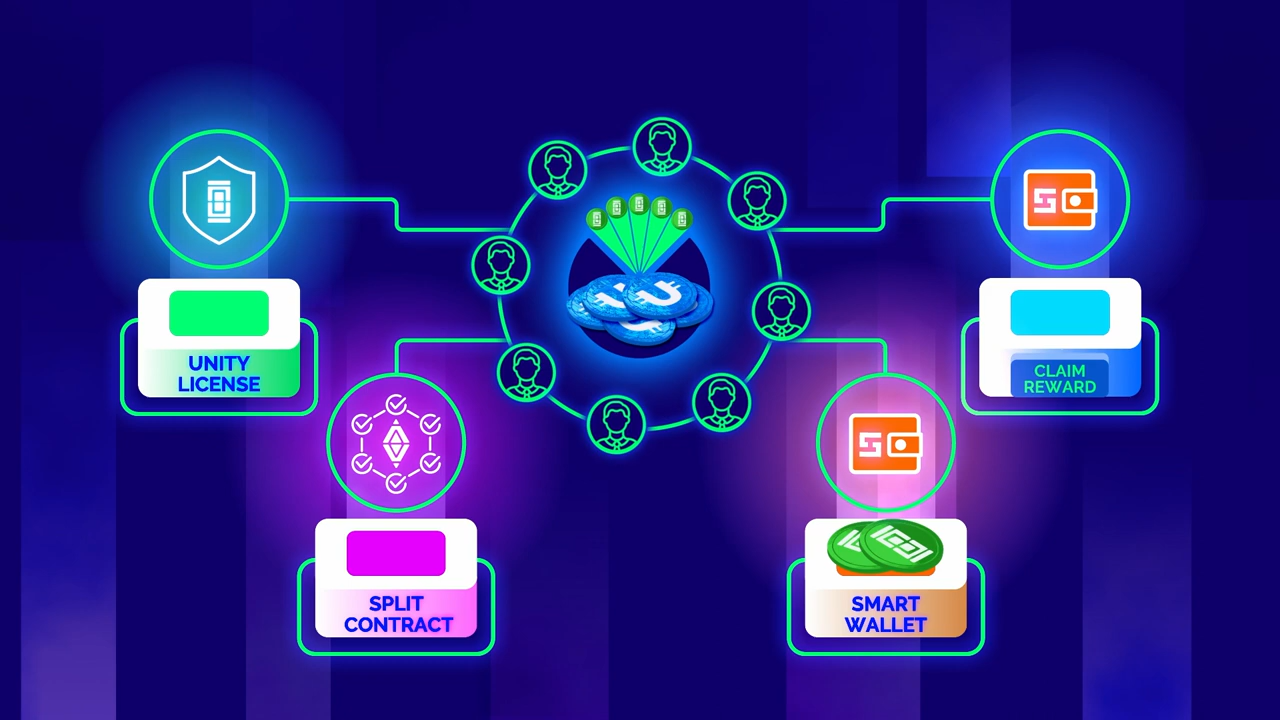 UNITY
LICENSE
CLAIM
REWARD
SPLIT
CONTRACT
SMART
WALLET